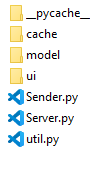 __pycache__
cache
model
ui
Sender.py
Server.py
util.py